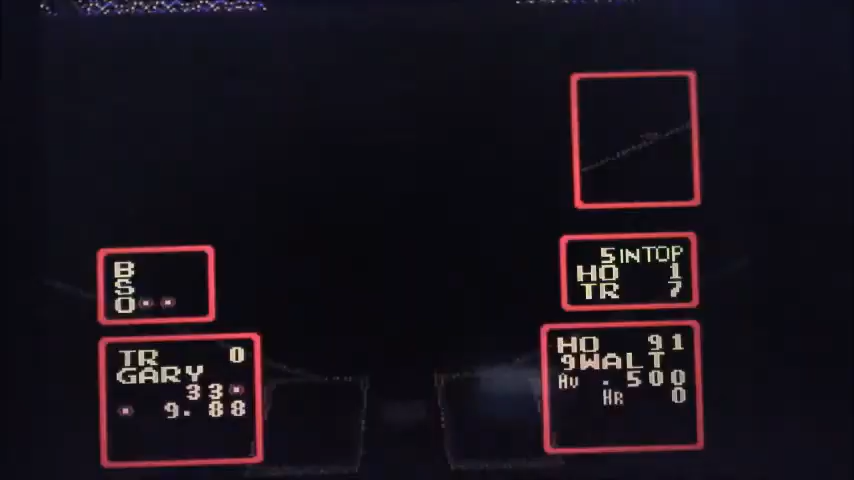 5 IN TOP
HO 1
TR 7
B
S
O
TR 0
GARY
33
9.88
HO 91
9 WALT
AV .500
HR 0